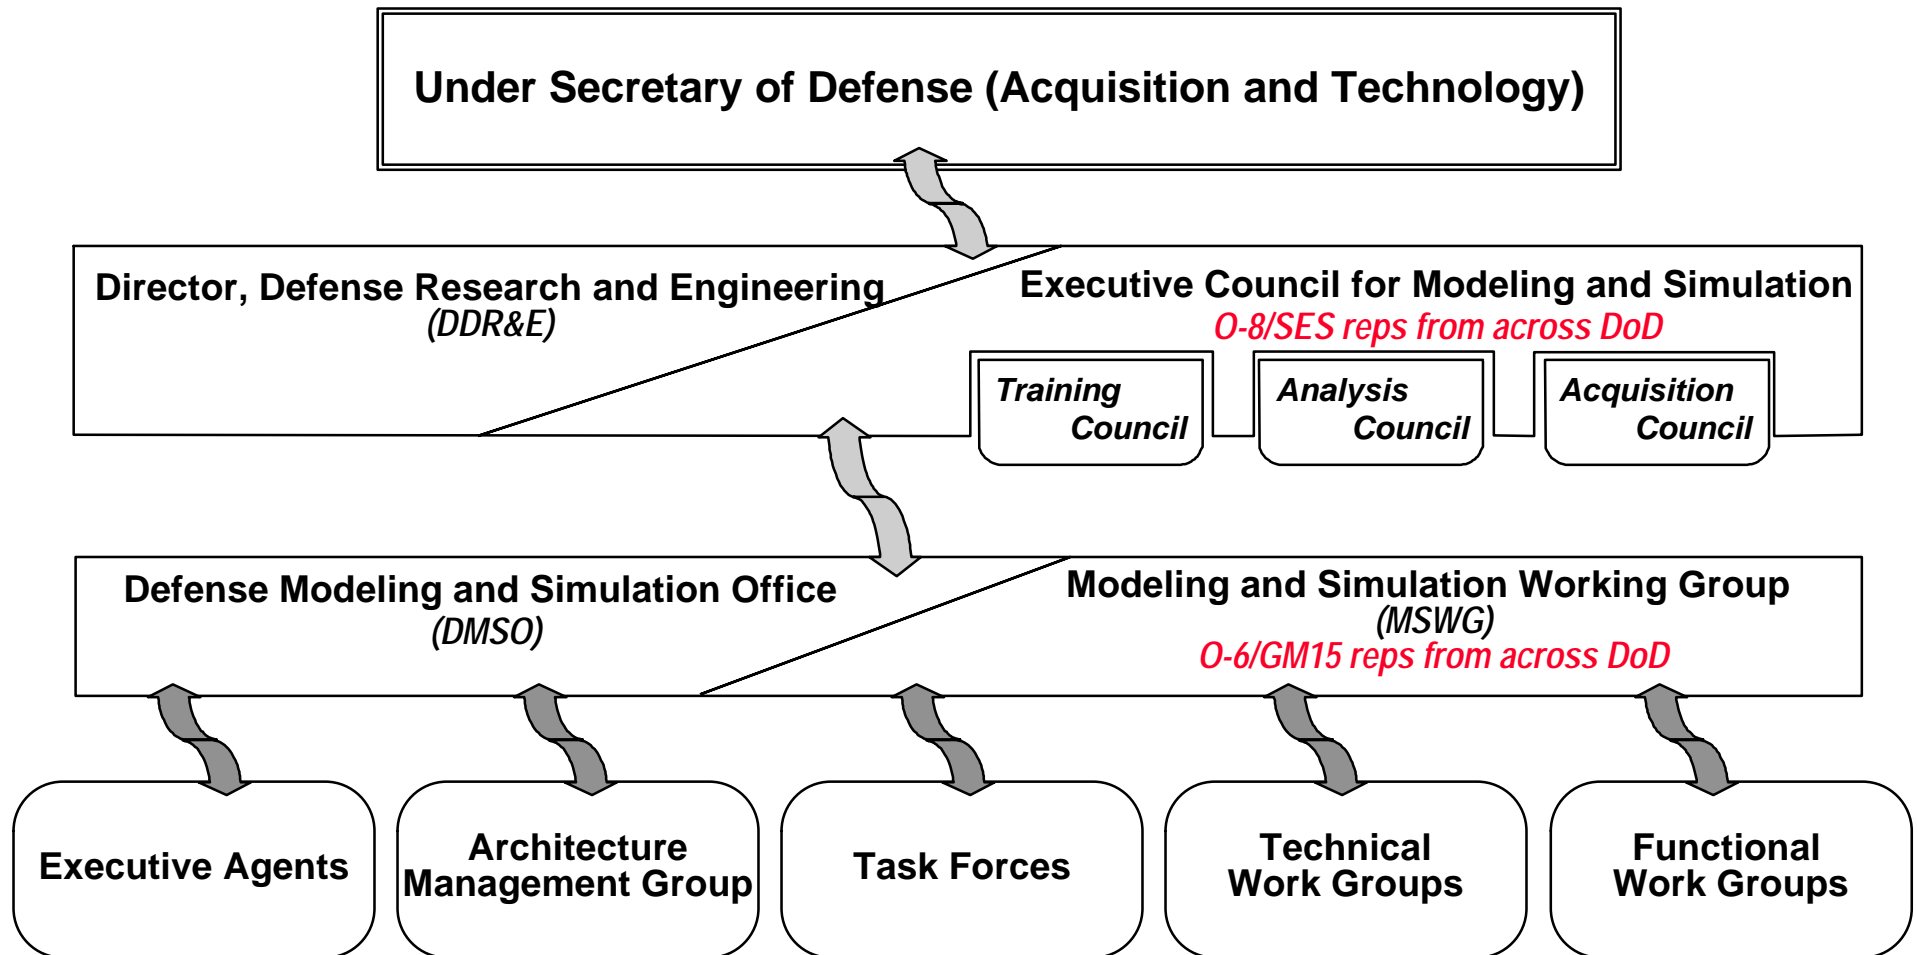 Under Secretary of Defense (Acquisition and Technology)
Director, Defense Research and Engineering
(DDR&E)
Executive Council for Modeling and Simulation
O-8/SES reps from across DoD
Training
Council
Analysis
Council
Acquisition
Council
Defense Modeling and Simulation Office
(DMSO)
Modeling and Simulation Working Group
(MSWG)
O-6/GM15 reps from across DoD
Executive Agents
Architecture
Management Group
Task Forces
Technical
Work Groups
Functional
Work Groups